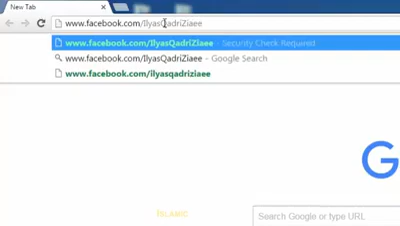 New Tab
www.facebook.com/IlyasQadriZiaee
www.facebook.com/IlyasQadriZiaee - Security Check Required
www.facebook.com/IlyasQadriZiaee - Google Search
www.facebook.com/ilyasqadriziaee
G
ISLAMIC
Search Google or type URL